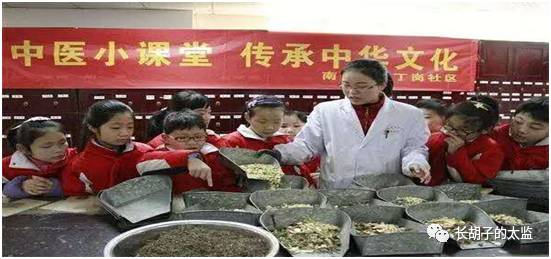 中医小课堂 传承中华文化
南 丁岗社区
长胡子的太监